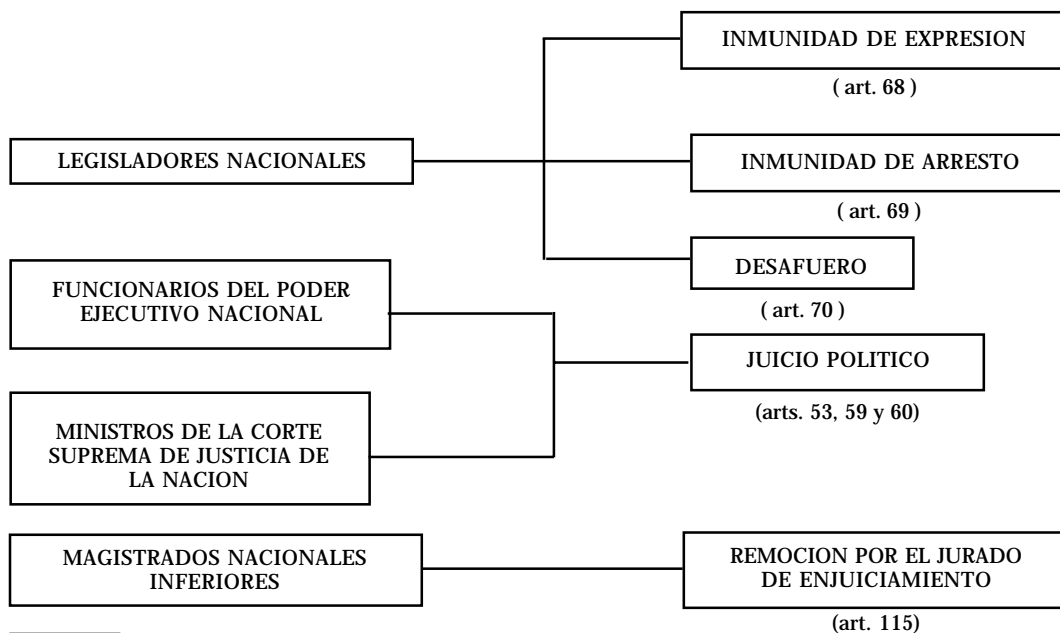 INMUNIDAD DE EXPRESION
( art. 68 )
LEGISLADORES NACIONALES
INMUNIDAD DE ARRESTO
( art. 69 )
DESAFUERO
( art. 70 )
FUNCIONARIOS DEL PODER
EJECUTIVO NACIONAL
JUICIO POLITICO
(arts. 53, 59 y 60)
MINISTROS DE LA CORTE
SUPREMA DE JUSTICIA DE
LA NACION
MAGISTRADOS NACIONALES
INFERIORES
REMOCION POR EL JURADO
DE ENJUICIAMIENTO
(art. 115)